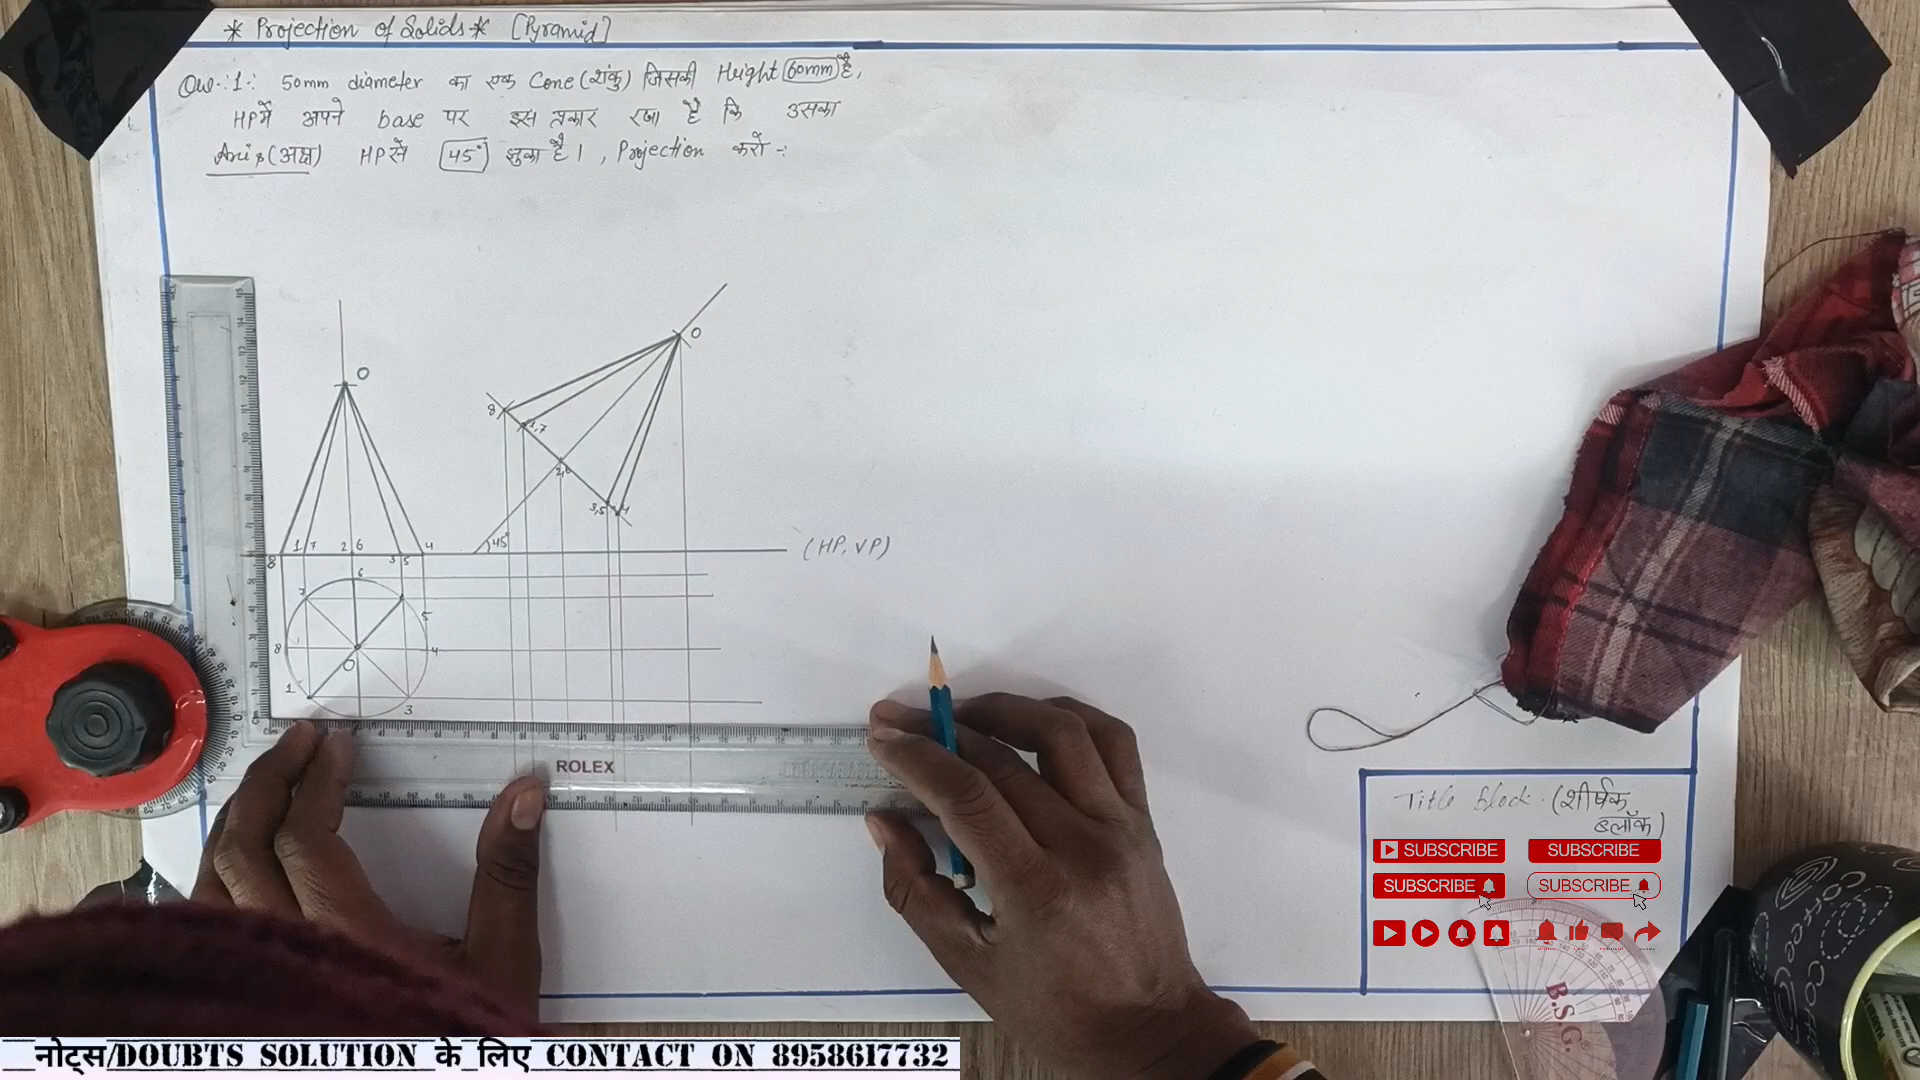 * Projection of Solids * [Pyramid]
Que.:1: 50mm diameter का एक Cone (शंकु) जिसकी Height 60mm है,
HP में अपने base पर इस प्रकार रखा है कि उसका
Axis (अक्ष) HP से 45° झुका है। , Projection करो :-
O
O
8
1,7
2,6
3,5
4
45°
(HP, VP)
8
1 7
2 6
3 5
4
6
7
5
8
4
O
1
3
ROLEX
Title block (शीर्षक
ब्लॉक)
SUBSCRIBE SUBSCRIBE
SUBSCRIBE SUBSCRIBE
B.S.G.
नोट्स/DOUBTS SOLUTION के लिए CONTACT ON 8958617732